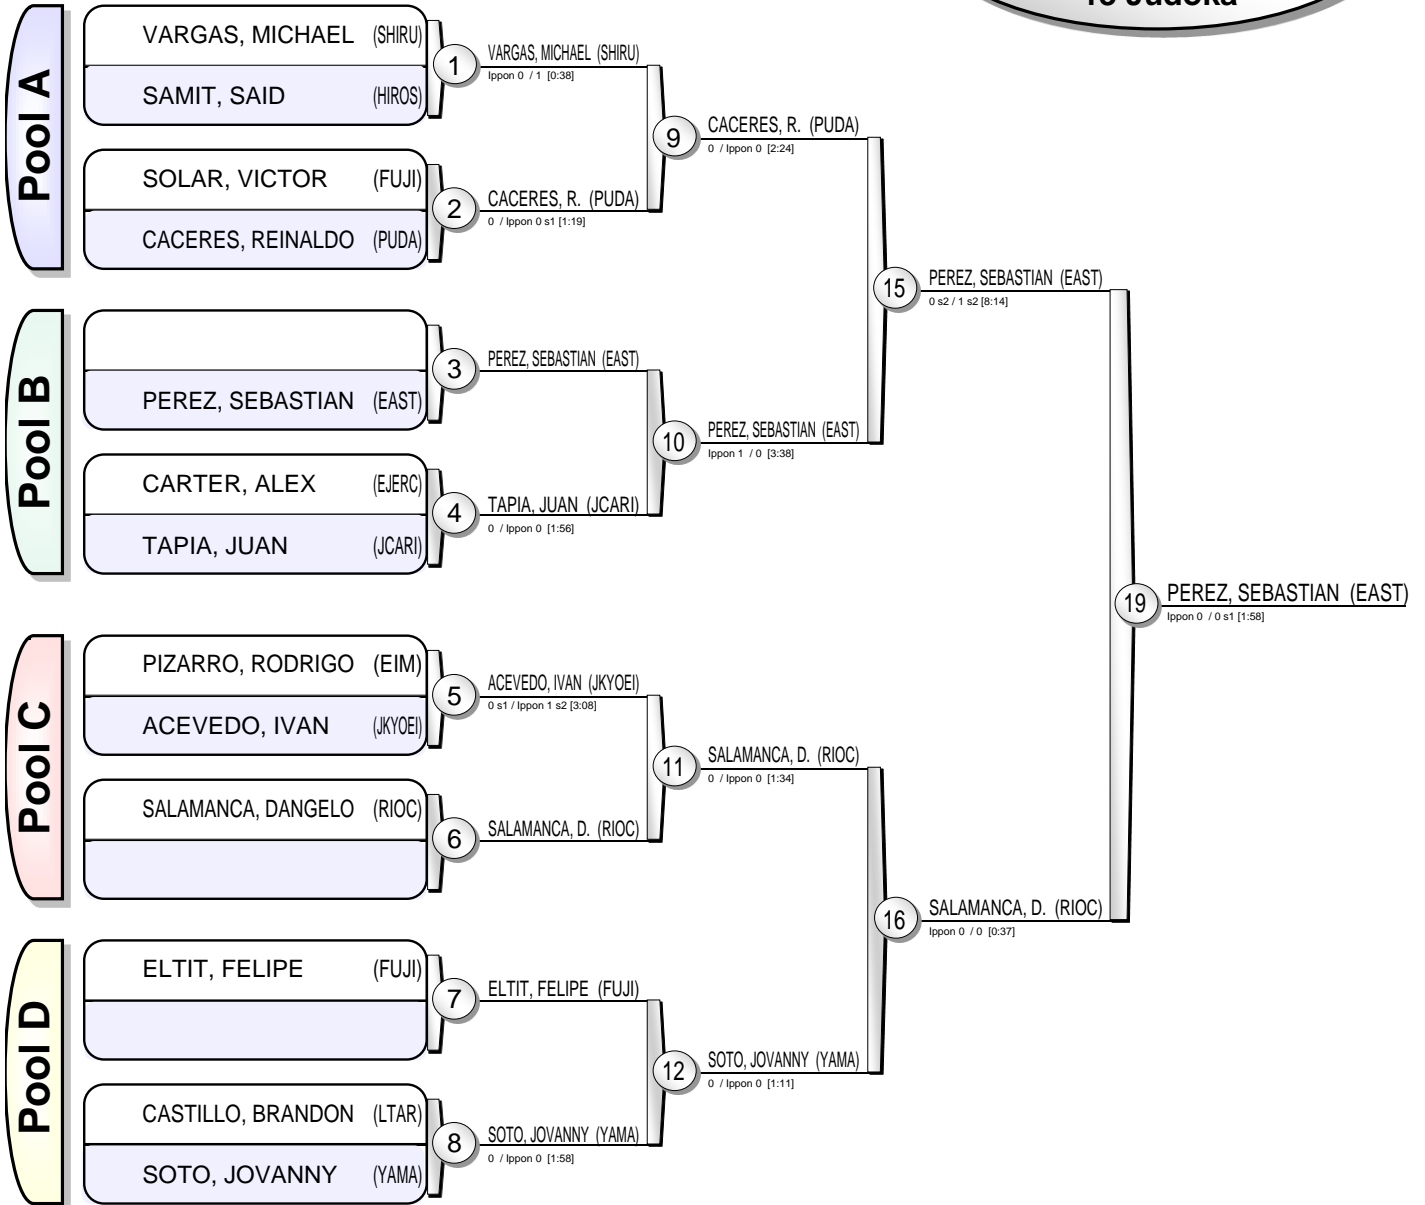 13 Judoka
Pool A
VARGAS, MICHAEL (SHIRU)
SAMIT, SAID (HIROS)
1
VARGAS, MICHAEL (SHIRU)
Ippon 0 / 1 [0:38]
SOLAR, VICTOR (FUJI)
CACERES, REINALDO (PUDA)
2
CACERES, R. (PUDA)
0 / Ippon 0 s1 [1:19]
9
CACERES, R. (PUDA)
0 / Ippon 0 [2:24]
Pool B
PEREZ, SEBASTIAN (EAST)
3
PEREZ, SEBASTIAN (EAST)
CARTER, ALEX (EJERC)
TAPIA, JUAN (JCARI)
4
TAPIA, JUAN (JCARI)
0 / Ippon 0 [1:56]
10
PEREZ, SEBASTIAN (EAST)
Ippon 1 / 0 [3:38]
15
PEREZ, SEBASTIAN (EAST)
0 s2 / 1 s2 [8:14]
Pool C
PIZARRO, RODRIGO (EIM)
ACEVEDO, IVAN (JKYOEI)
5
ACEVEDO, IVAN (JKYOEI)
0 s1 / Ippon 1 s2 [3:08]
SALAMANCA, DANGELO (RIOC)
6
SALAMANCA, D. (RIOC)
11
SALAMANCA, D. (RIOC)
0 / Ippon 0 [1:34]
Pool D
ELTIT, FELIPE (FUJI)
7
ELTIT, FELIPE (FUJI)
CASTILLO, BRANDON (LTAR)
SOTO, JOVANNY (YAMA)
8
SOTO, JOVANNY (YAMA)
0 / Ippon 0 [1:58]
12
SOTO, JOVANNY (YAMA)
0 / Ippon 0 [1:11]
16
SALAMANCA, D. (RIOC)
Ippon 0 / 0 [0:37]
19
PEREZ, SEBASTIAN (EAST)
Ippon 0 / 0 s1 [1:58]